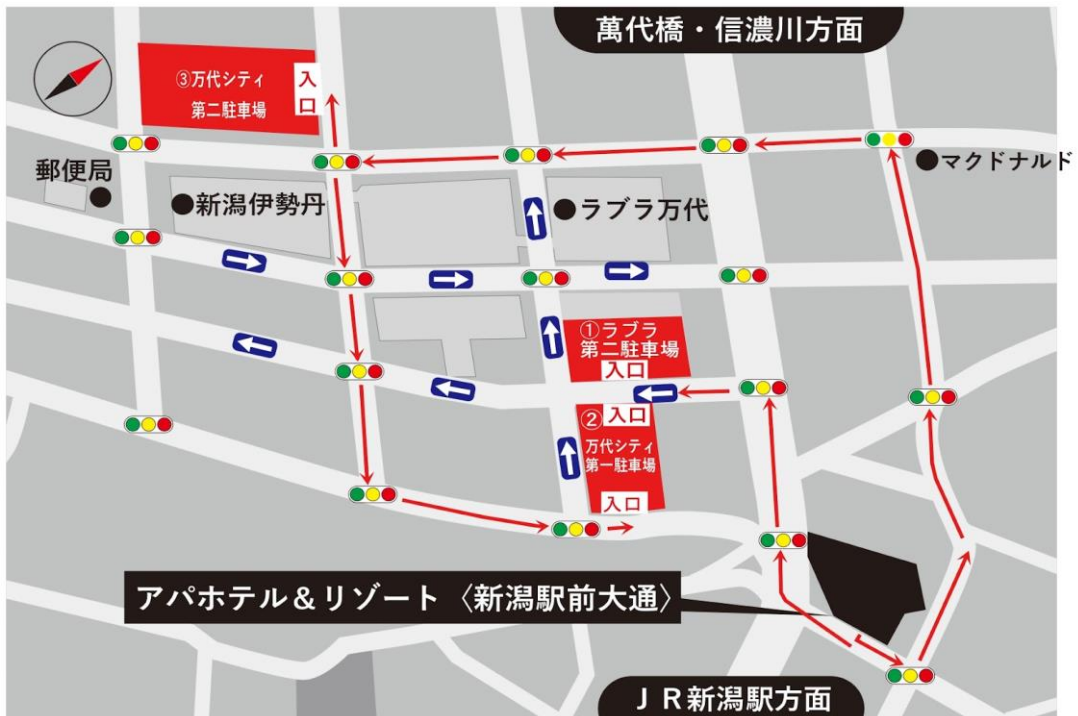 萬代橋・信濃川方面
③万代シティ
第二駐車場
入
口
郵便局
●新潟伊勢丹
●ラブラ万代
●マクドナルド
①ラブラ
第二駐車場
入口
②
入口
万代シティ
第一駐車場
入口
アパホテル&リゾート〈新潟駅前大通〉
JR新潟駅方面